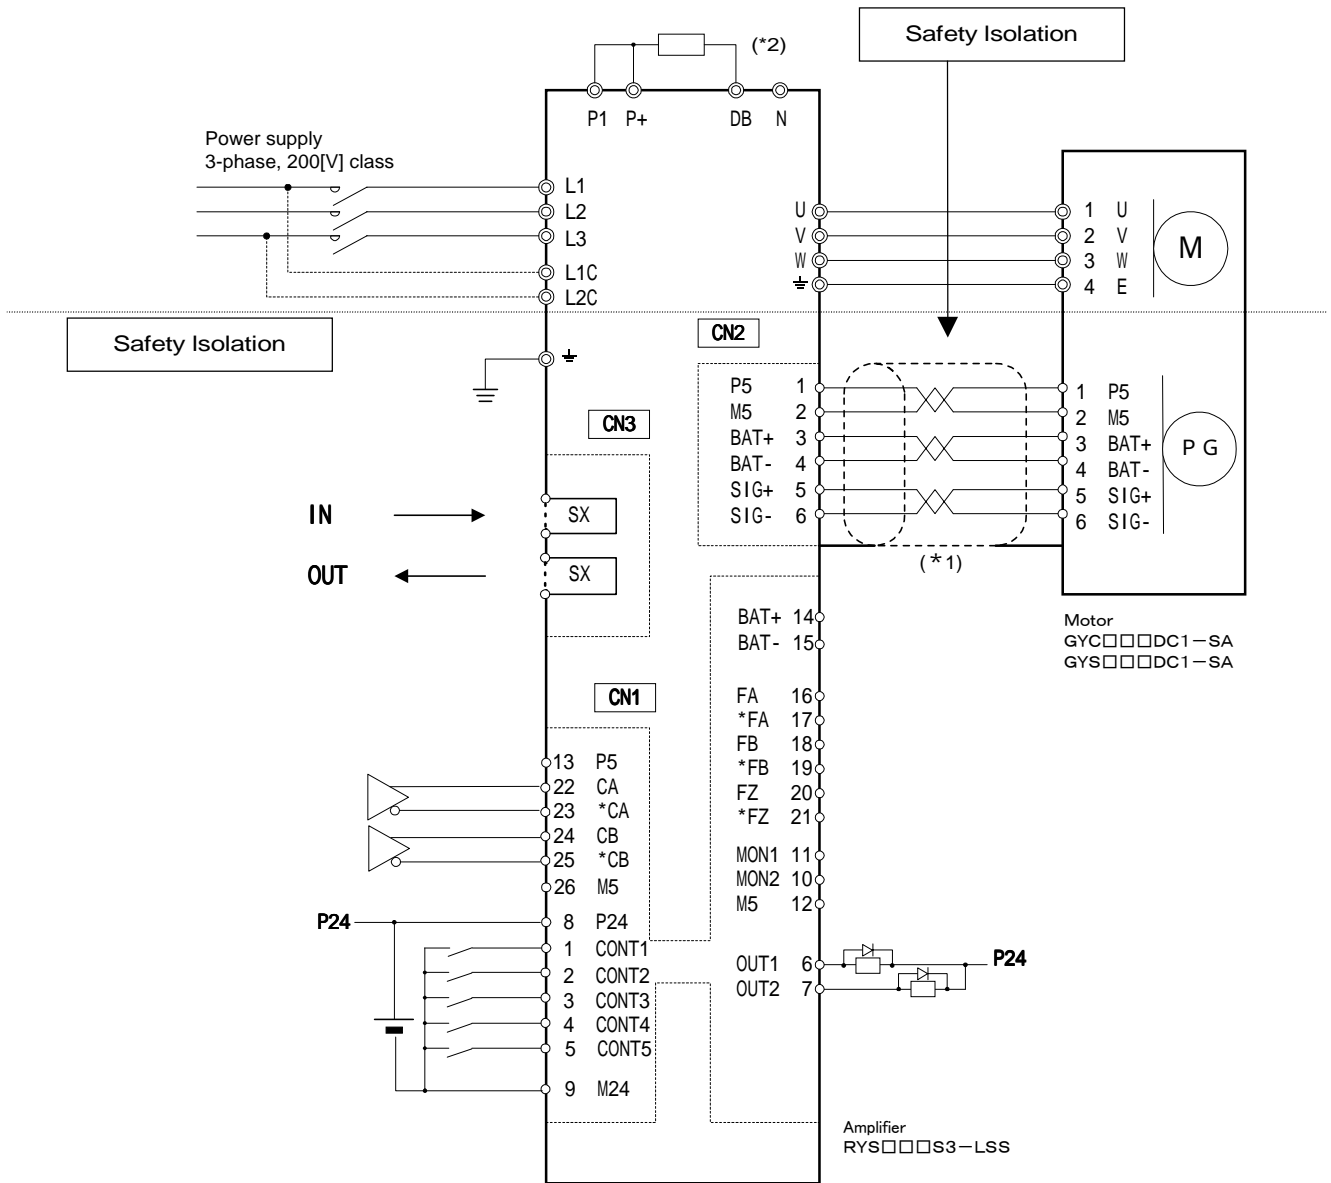 Safety Isolation
(*2)
P1 P+ DB N
Power supply
3-phase, 200[V] class
L1
L2
L3
L1C
L2C
U
V
W
1 U
2 V
3 W
4 E
M
Safety Isolation
CN2
P5 1
M5 2
BAT+ 3
BAT- 4
SIG+ 5
SIG- 6
1 P5
2 M5
3 BAT+
4 BAT-
5 SIG+
6 SIG-
PG
(*1)
CN3
IN
SX
OUT
SX
Motor
GYC□□□DC1-SA
GYS□□□DC1-SA
BAT+ 14
BAT- 15
FA 16
*FA 17
FB 18
*FB 19
FZ 20
*FZ 21
MON1 11
MON2 10
M5 12
OUT1 6
OUT2 7
P24
CN1
13 P5
22 CA
23 *CA
24 CB
25 *CB
26 M5
P24
8 P24
1 CONT1
2 CONT2
3 CONT3
4 CONT4
5 CONT5
9 M24
Amplifier
RYS□□□S3-LSS